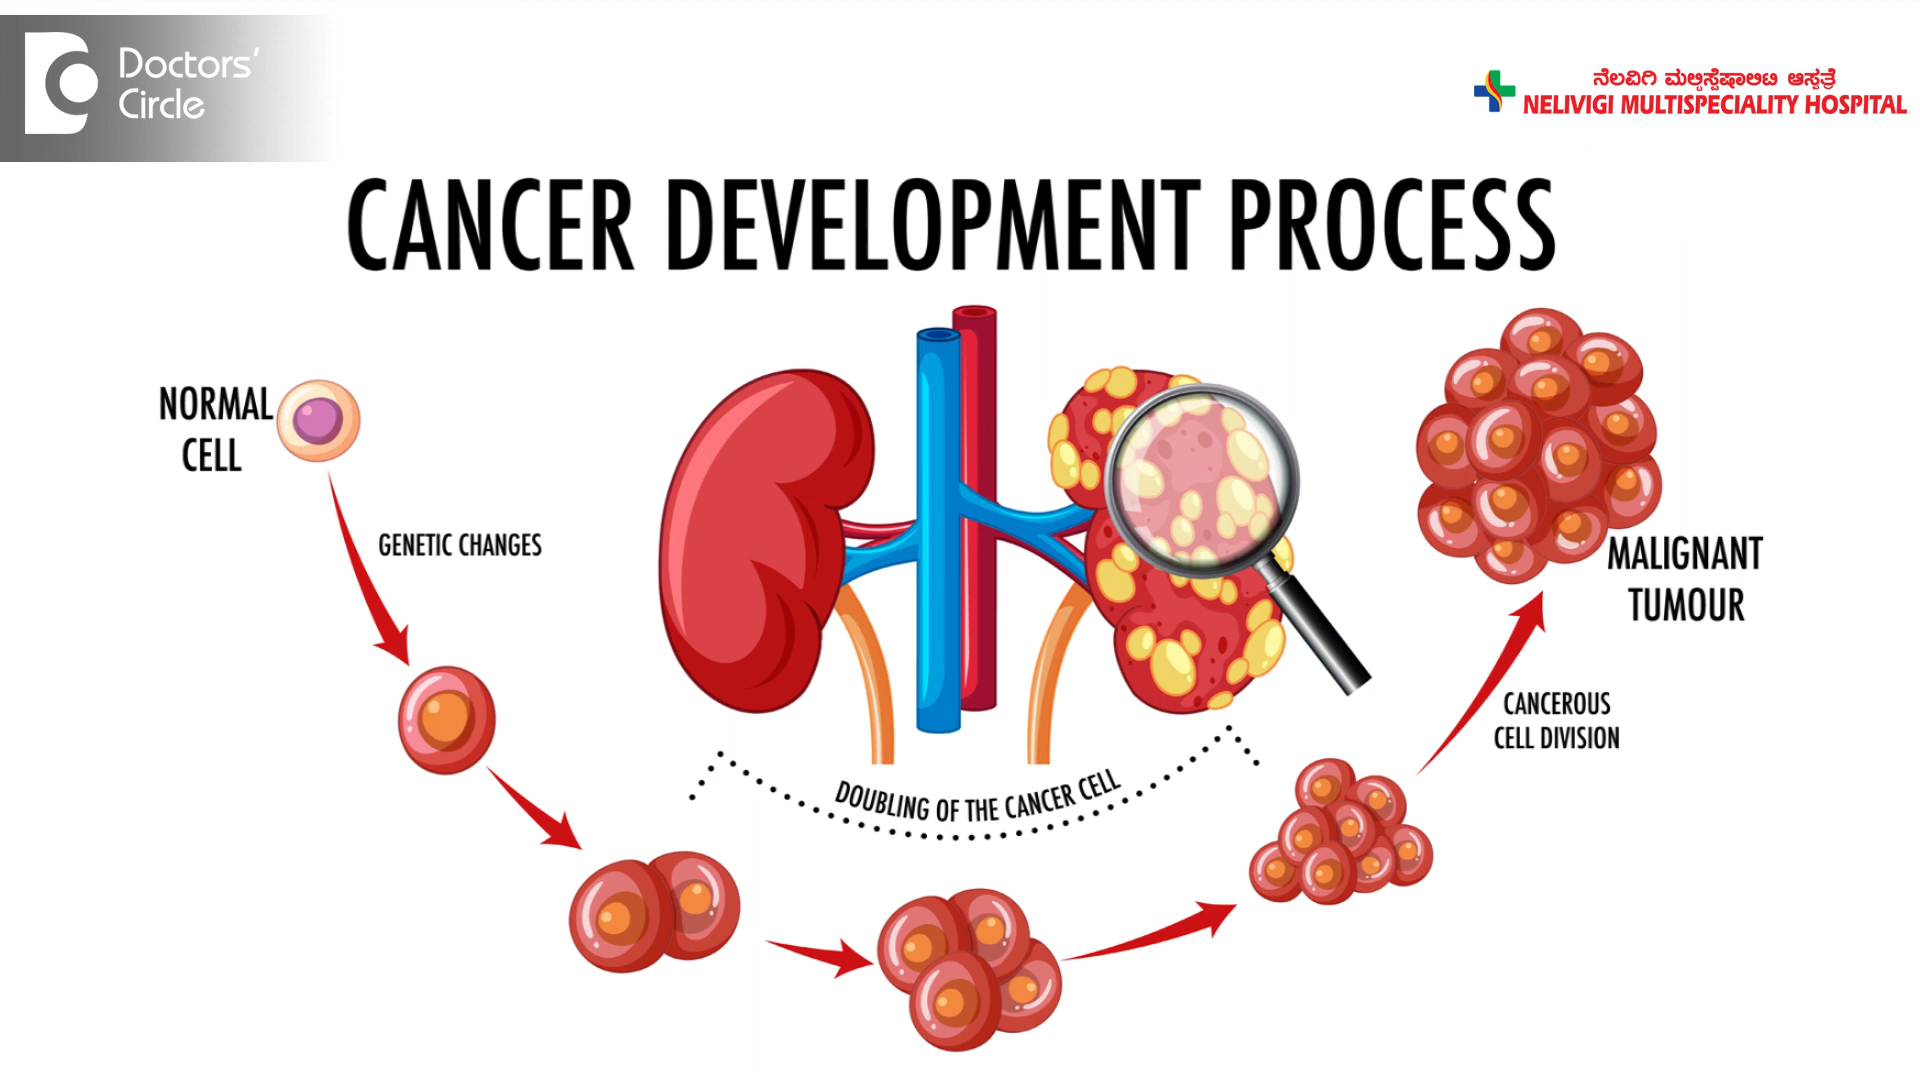 Doctors'
Circle
ನೆಲವಿಗಿ ಮಲ್ಟಿಸ್ಪೆಷಾಲಿಟಿ ಆಸ್ಪತ್ರೆ
NELIVIGI MULTISPECIALITY HOSPITAL
CANCER DEVELOPMENT PROCESS
NORMAL
CELL
GENETIC CHANGES
DOUBLING OF THE CANCER CELL
CANCEROUS
CELL DIVISION
MALIGNANT
TUMOUR